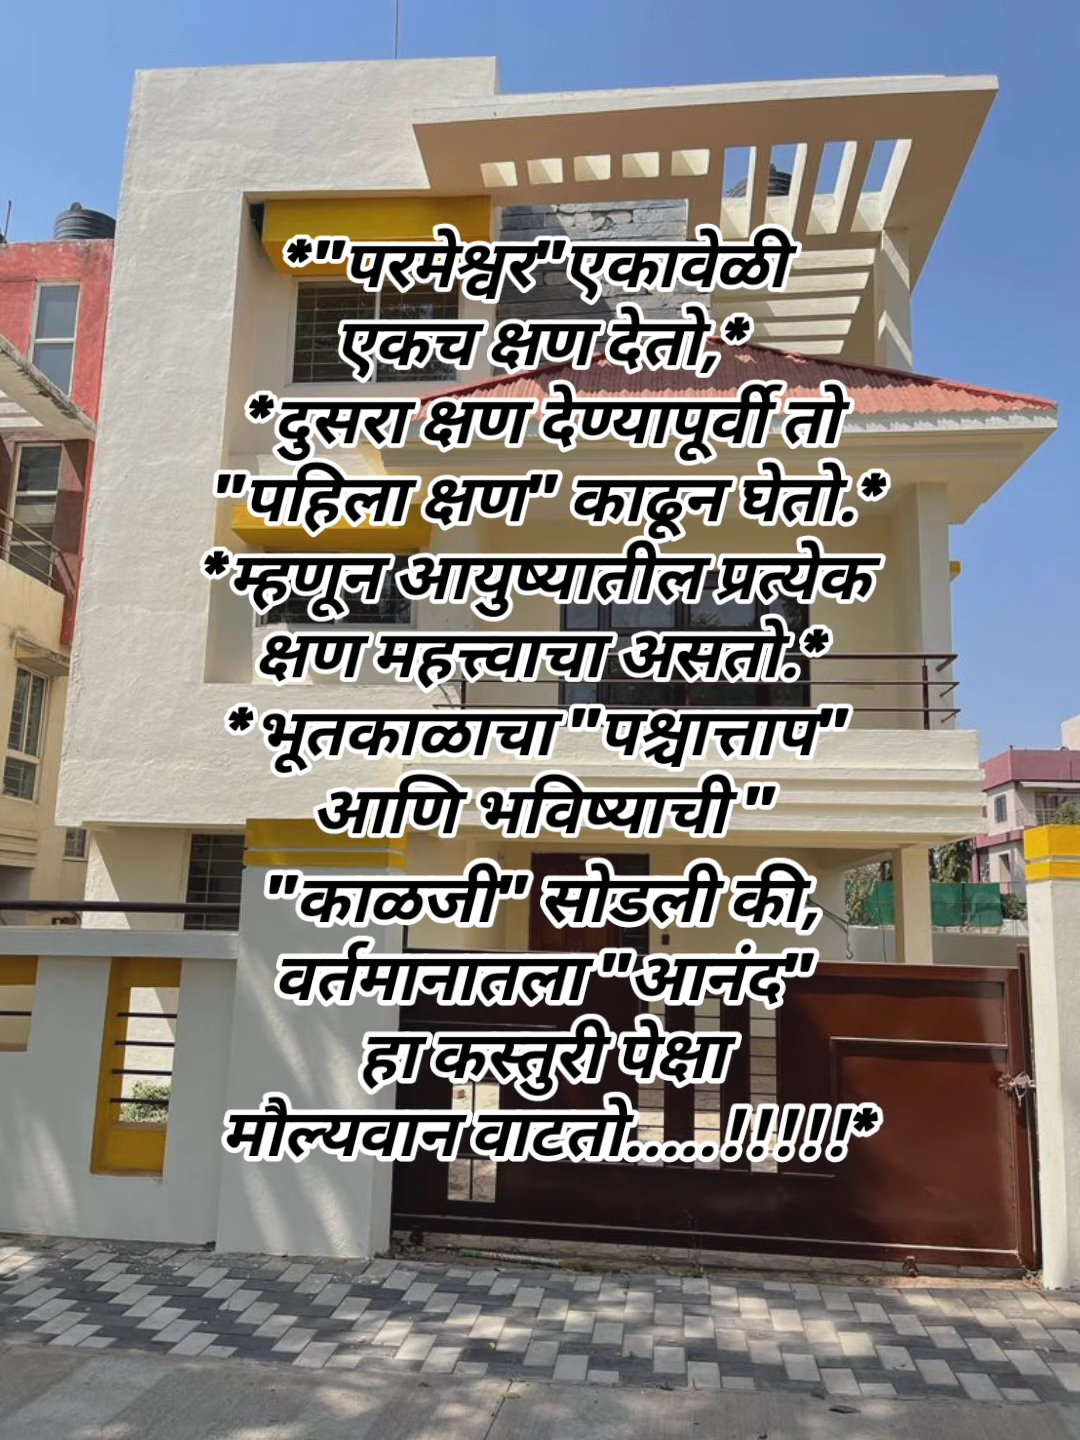 *"परमेश्वर"एकावेळी
एकच क्षण देतो,*
*दुसरा क्षण देण्यापूर्वी तो
"पहिला क्षण" काढून घेतो.*
*म्हणून आयुष्यातील प्रत्येक
क्षण महत्त्वाचा असतो.*
*भूतकाळाचा "पश्चात्ताप"
आणि भविष्याची "
"काळजी" सोडली की,
वर्तमानातला "आनंद"
हा कस्तुरी पेक्षा
मौल्यवान वाटतो.....!!!!!*